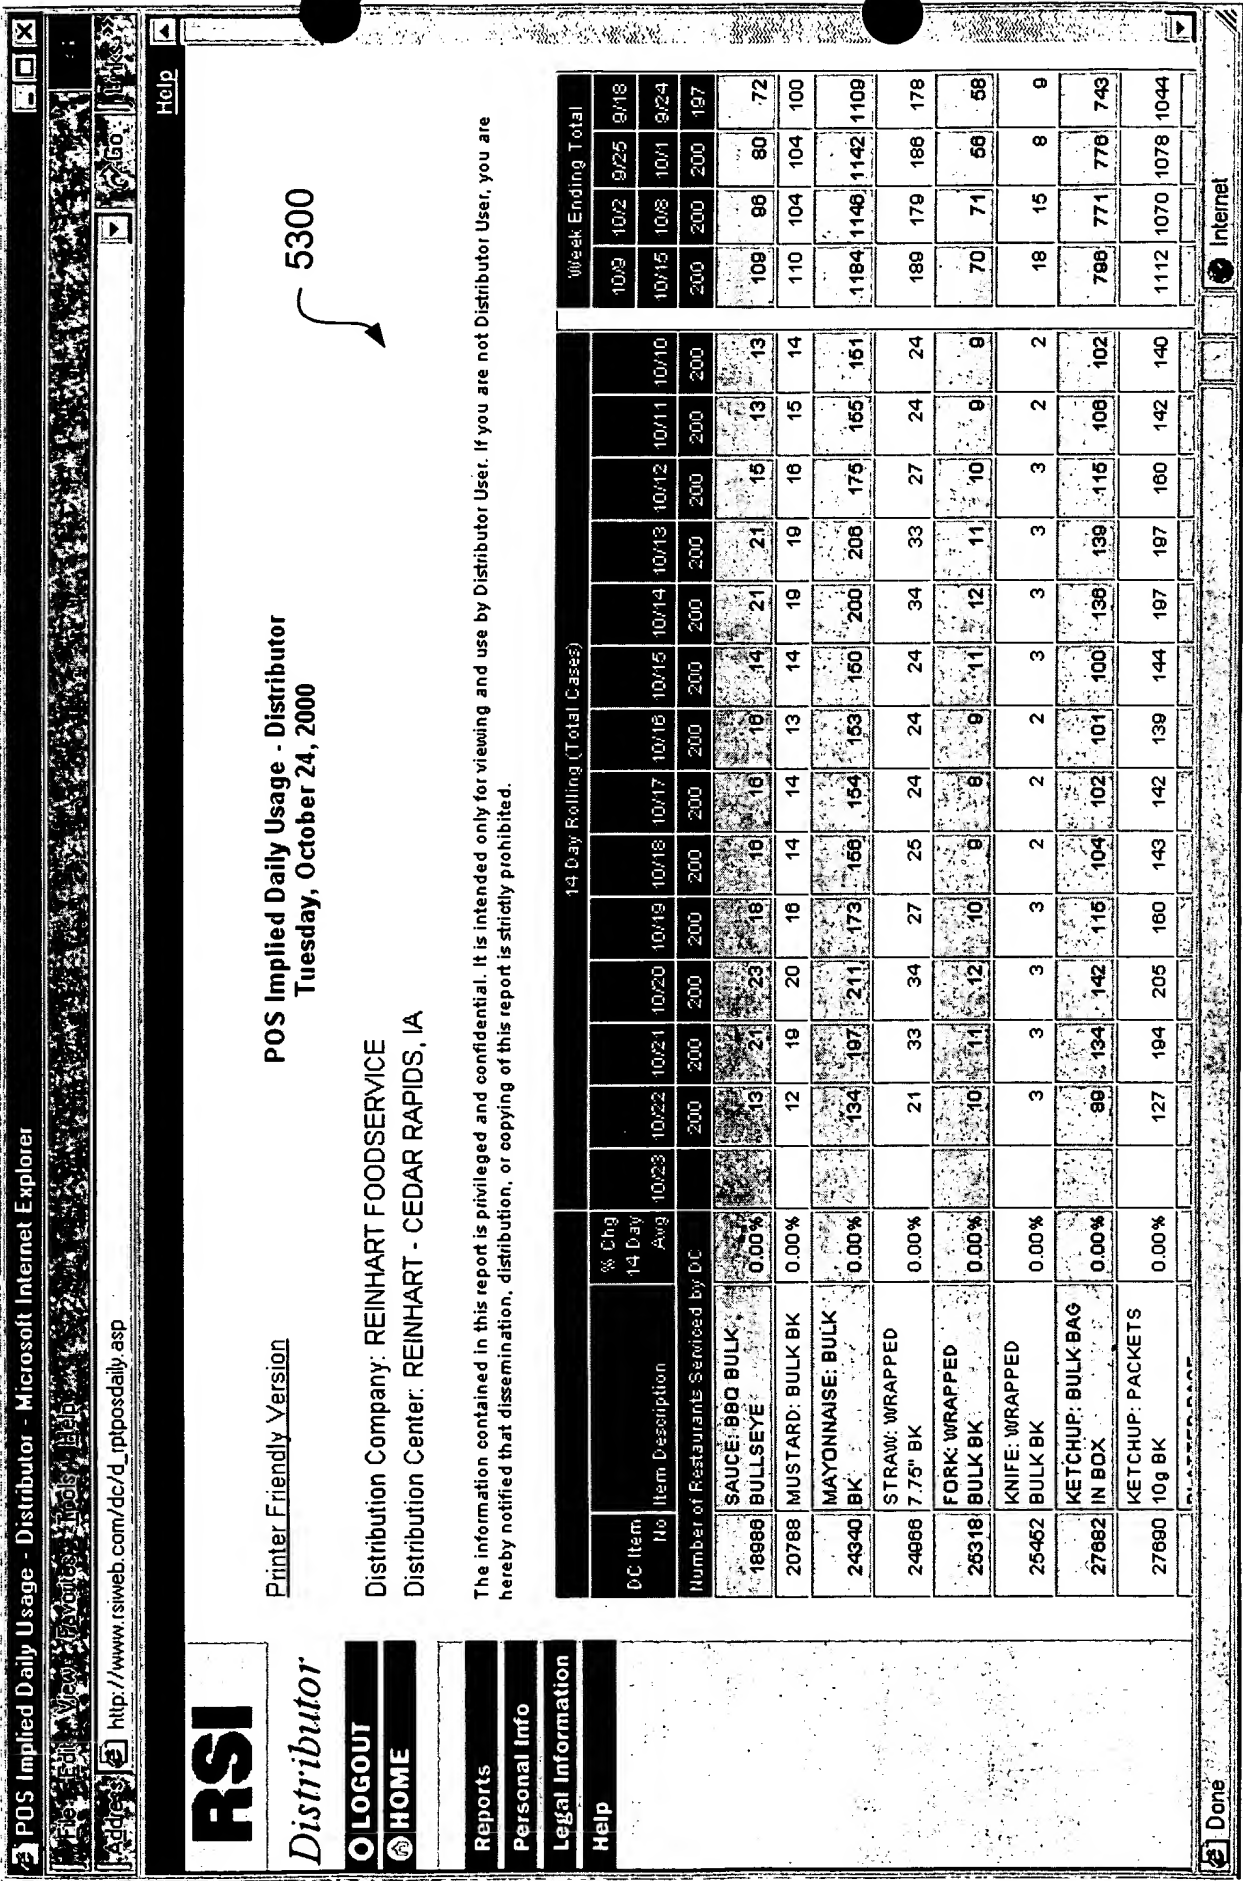 POS Implied Daily Usage - Distributor - Microsoft Internet Explorer
File Edit View Favorites Tools Help
Address http://www.rsiweb.com/dc/d_rptposdaily.asp Go Links »
Help
RSI
Distributor
LOGOUT
HOME
Reports
Personal Info
Legal Information
Help
Printer Friendly Version
POS Implied Daily Usage - Distributor
Tuesday, October 24, 2000
5300
Distribution Company: REINHART FOODSERVICE
Distribution Center: REINHART - CEDAR RAPIDS, IA
The information contained in this report is privileged and confidential. It is intended only for viewing and use by Distributor User. If you are not Distributor User, you are
hereby notified that dissemination, distribution, or copying of this report is strictly prohibited.
14 Day Rolling (Total Cases) Week Ending Total
% Chg 10/9 10/2 9/25 9/18
DC Item 14 Day
No Item Description Avg 10/23 10/22 10/21 10/20 10/19 10/18 10/17 10/16 10/15 10/14 10/13 10/12 10/11 10/10 10/15 10/8 10/1 9/24
Number of Restaurants Serviced by DC 200 200 200 200 200 200 200 200 200 200 200 200 200 200 200 200 197
SAUCE: BBQ BULK
18986 BULLSEYE 0.00% 13 21 23 18 16 16 16 14 21 21 15 13 13 109 96 80 72
20788 MUSTARD: BULK BK 0.00% 12 19 20 16 14 14 13 14 19 19 16 15 14 110 104 104 100
MAYONNAISE: BULK
24340 BK 0.00% 134 197 211 173 156 154 153 150 200 206 175 155 151 1184 1146 1142 1109
STRAW: WRAPPED
24966 7.75" BK 0.00% 21 33 34 27 25 24 24 24 34 33 27 24 24 189 179 186 178
FORK: WRAPPED
25318 BULK BK 0.00% 10 11 12 10 9 8 9 11 12 11 10 9 9 70 71 56 58
KNIFE: WRAPPED
25452 BULK BK 0.00% 3 3 3 3 2 2 2 3 3 3 3 2 2 18 15 8 9
KETCHUP: BULK BAG
27682 IN BOX 0.00% 89 134 142 115 104 102 101 100 136 139 115 106 102 796 771 776 743
KETCHUP: PACKETS
27690 10g BK 0.00% 127 194 205 160 143 142 139 144 197 197 160 142 140 1112 1070 1078 1044
Done Internet